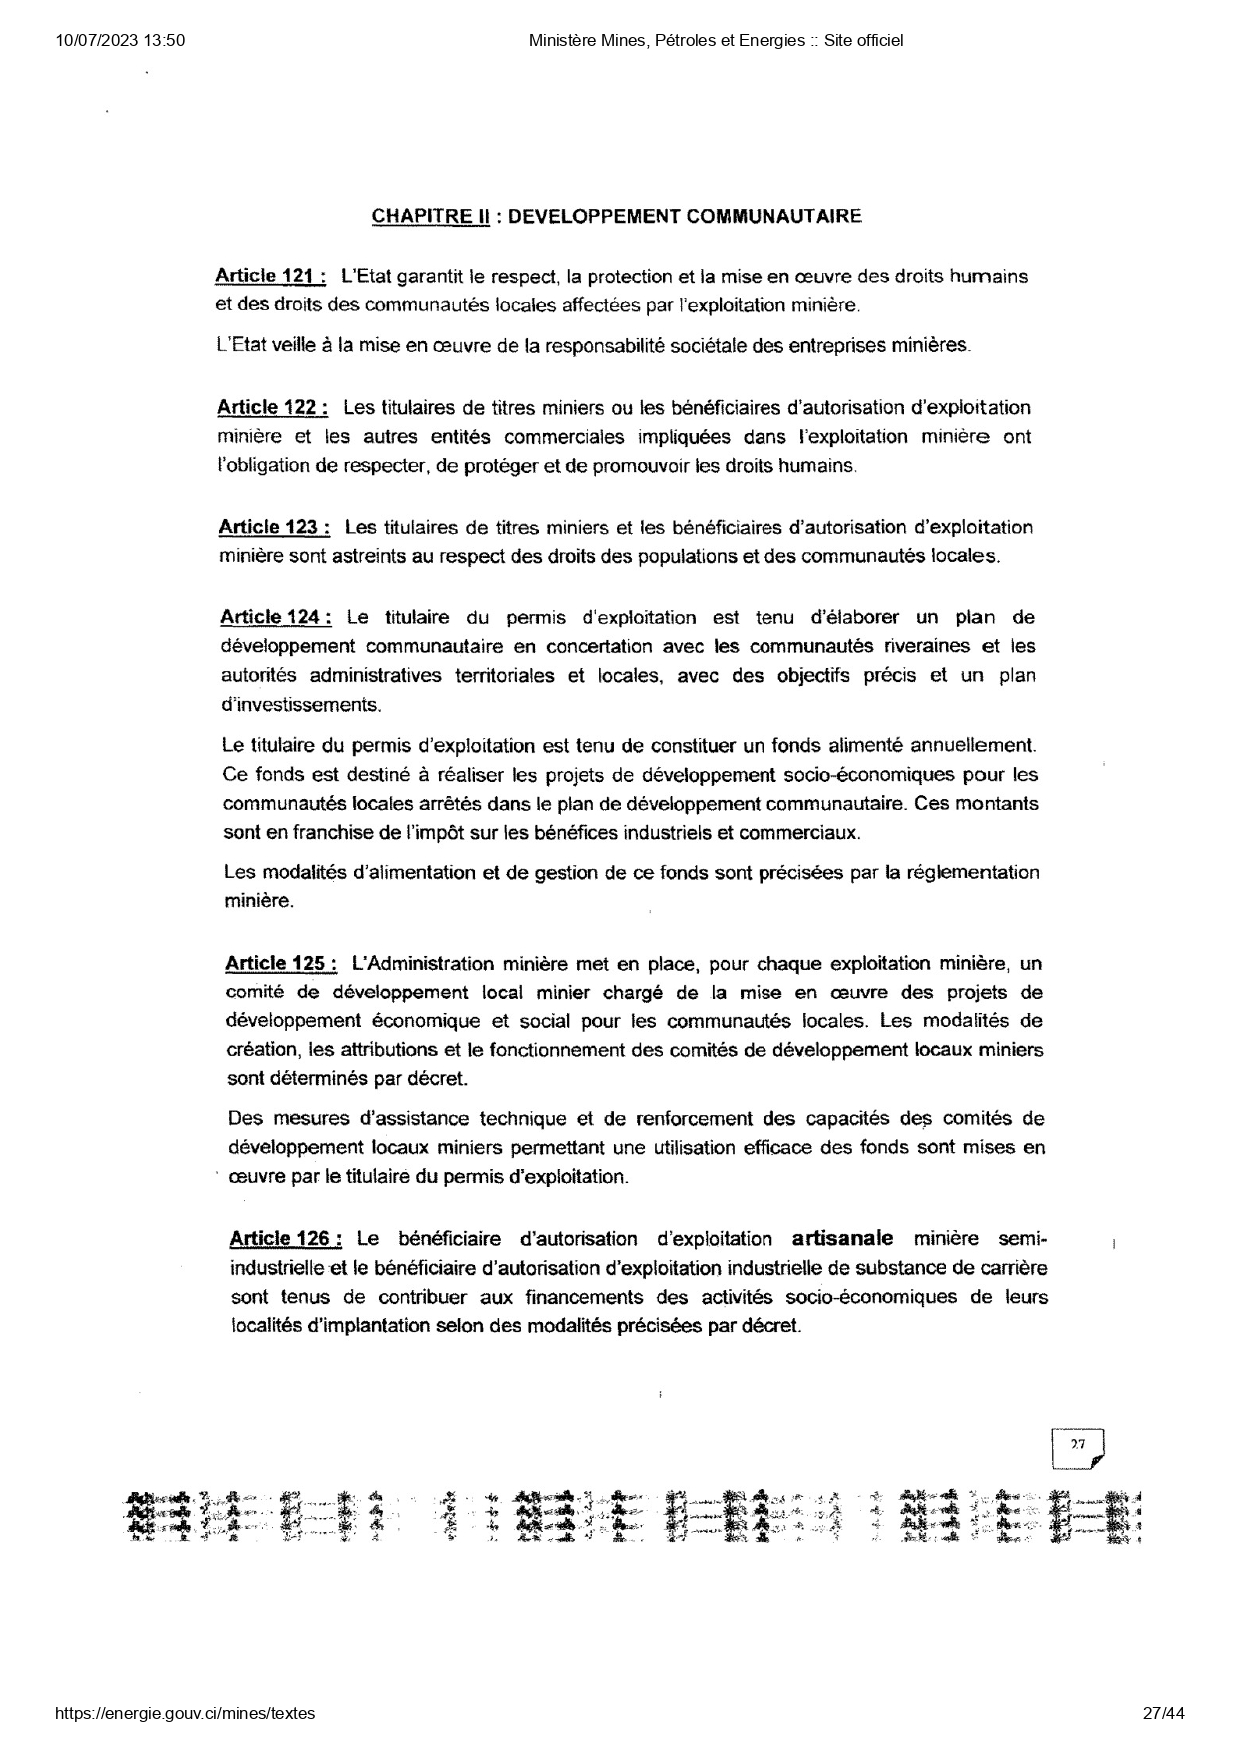 10/07/2023 13:50
Ministère Mines, Pétroles et Energies :: Site officiel
CHAPITRE II : DEVELOPPEMENT COMMUNAUTAIRE
Article 121 : L'Etat garantit le respect, la protection et la mise en œuvre des droits humains
et des droits des communautés locales affectées par l'exploitation minière.
L'Etat veille à la mise en œuvre de la responsabilité sociétale des entreprises minières.
Article 122 : Les titulaires de titres miniers ou les bénéficiaires d'autorisation d'exploitation
minière et les autres entités commerciales impliquées dans l'exploitation minière ont
l'obligation de respecter, de protéger et de promouvoir les droits humains.
Article 123 : Les titulaires de titres miniers et les bénéficiaires d'autorisation d'exploitation
minière sont astreints au respect des droits des populations et des communautés locales.
Article 124 : Le titulaire du permis d'exploitation est tenu d'élaborer un plan de
développement communautaire en concertation avec les communautés riveraines et les
autorités administratives territoriales et locales, avec des objectifs précis et un plan
d'investissements.
Le titulaire du permis d'exploitation est tenu de constituer un fonds alimenté annuellement.
Ce fonds est destiné à réaliser les projets de développement socio-économiques pour les
communautés locales arrêtés dans le plan de développement communautaire. Ces montants
sont en franchise de l'impôt sur les bénéfices industriels et commerciaux.
Les modalités d'alimentation et de gestion de ce fonds sont précisées par la réglementation
minière.
Article 125 : L'Administration minière met en place, pour chaque exploitation minière, un
comité de développement local minier chargé de la mise en œuvre des projets de
développement économique et social pour les communautés locales. Les modalités de
création, les attributions et le fonctionnement des comités de développement locaux miniers
sont déterminés par décret.
Des mesures d'assistance technique et de renforcement des capacités des comités de
développement locaux miniers permettant une utilisation efficace des fonds sont mises en
œuvre par le titulaire du permis d'exploitation.
Article 126 : Le bénéficiaire d'autorisation d'exploitation artisanale minière semi-
industrielle et le bénéficiaire d'autorisation d'exploitation industrielle de substance de carrière
sont tenus de contribuer aux financements des activités socio-économiques de leurs
localités d'implantation selon des modalités précisées par décret.
27
https://energie.gouv.ci/mines/textes
27/44